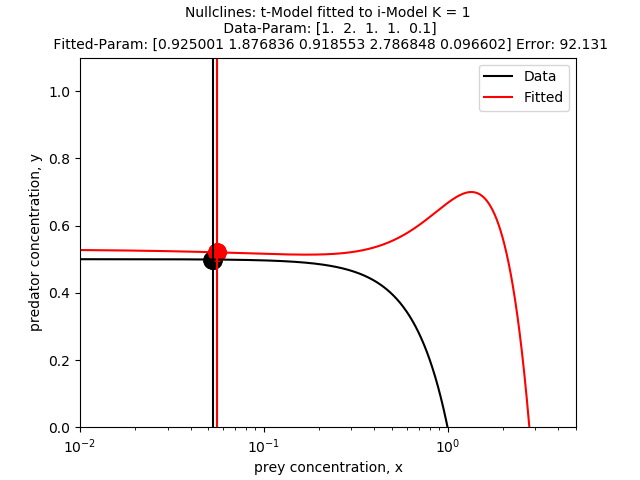 Nullclines: t-Model fitted to i-Model K = 1
Data-Param: [1. 2. 1. 1. 0.1]
Fitted-Param: [0.925001 1.876836 0.918553 2.786848 0.096602] Error: 92.131
Data
Fitted
1.0
0.8
0.6
0.4
0.2
0.0
predator concentration, y
10⁻²
10⁻¹
10⁰
prey concentration, x